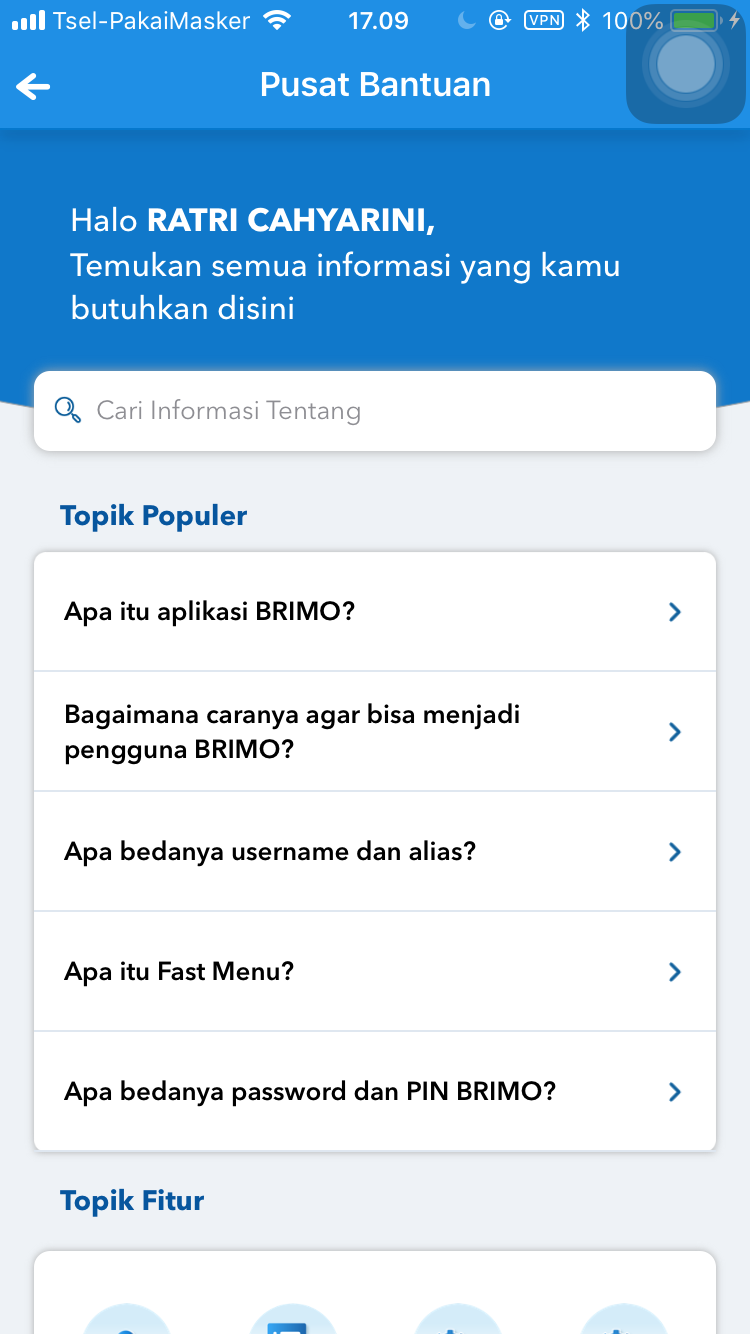 Tsel-PakaiMasker 17.09 VPN 100%
Pusat Bantuan
Halo RATRI CAHYARINI,
Temukan semua informasi yang kamu
butuhkan disini
Cari Informasi Tentang
Topik Populer
Apa itu aplikasi BRIMO?
Bagaimana caranya agar bisa menjadi
pengguna BRIMO?
Apa bedanya username dan alias?
Apa itu Fast Menu?
Apa bedanya password dan PIN BRIMO?
Topik Fitur